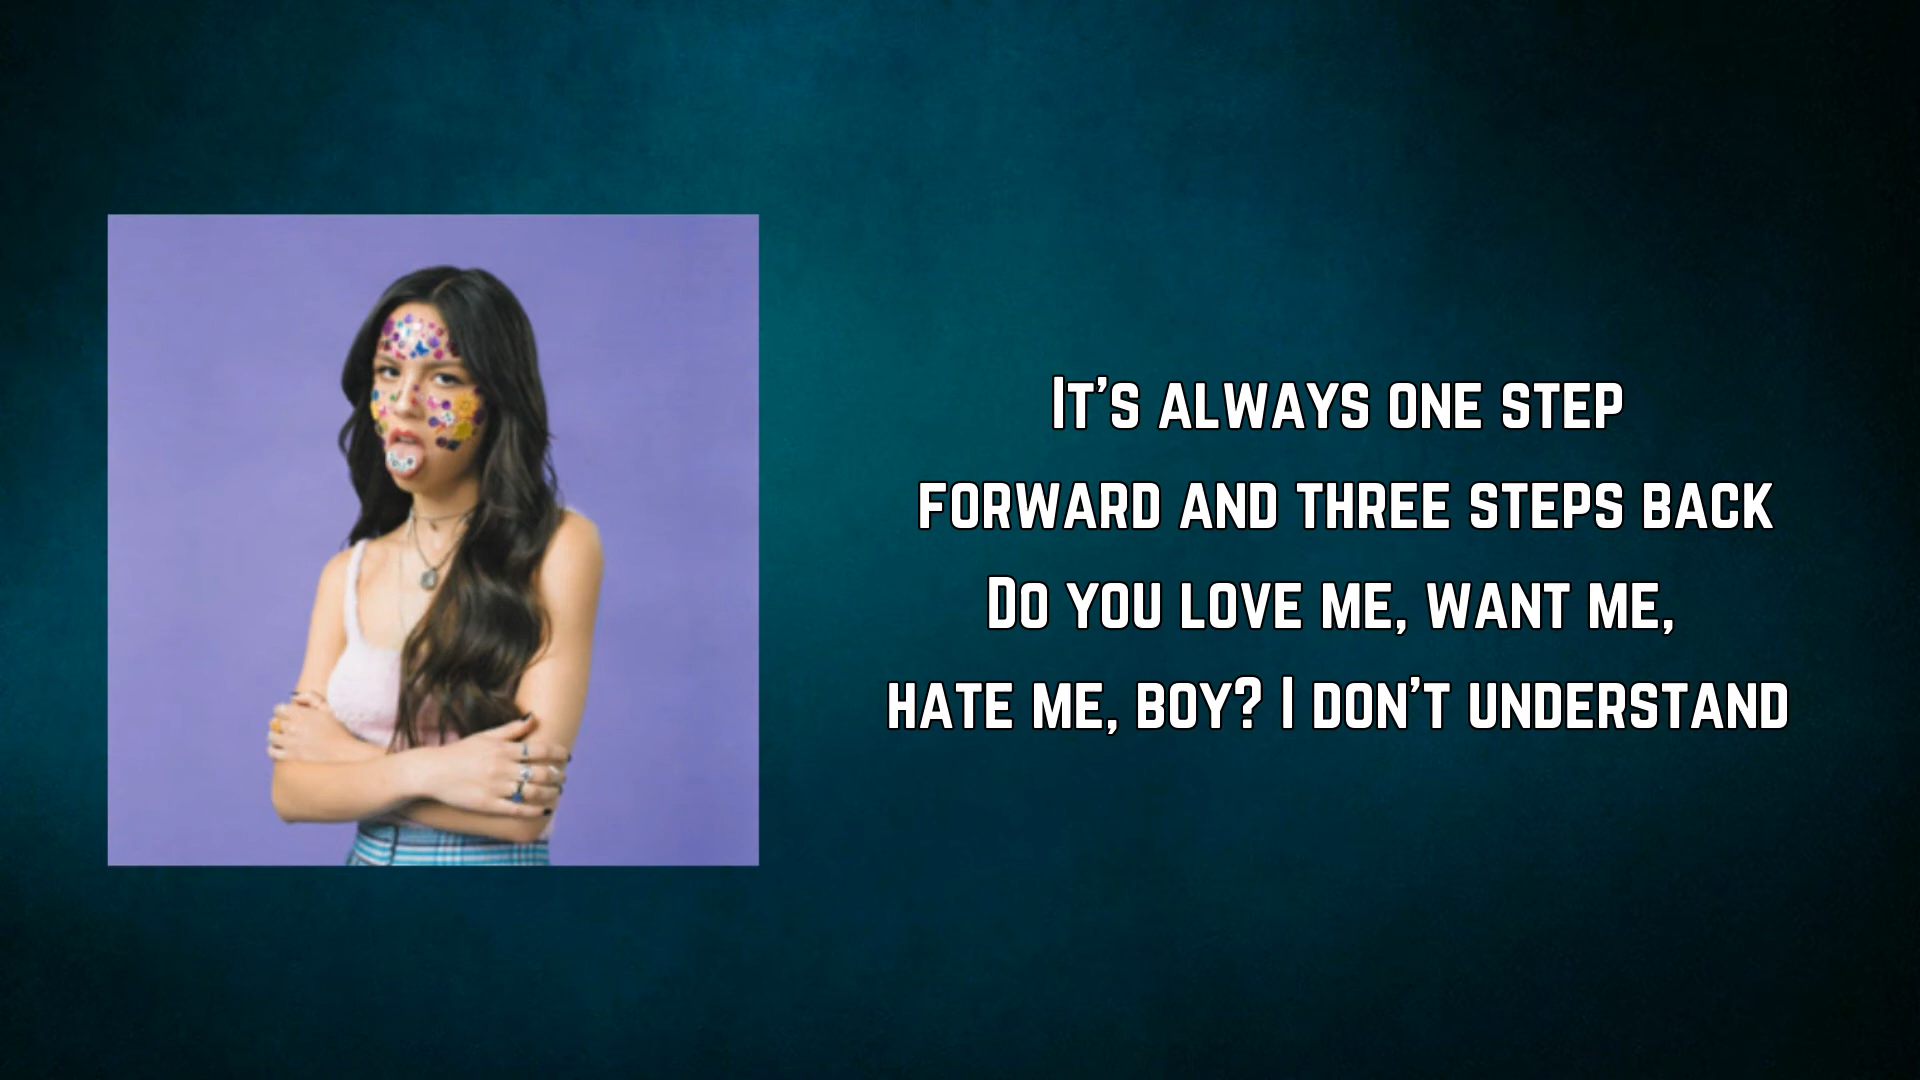 It's always one step
forward and three steps back
Do you love me, want me,
hate me, boy? I don't understand